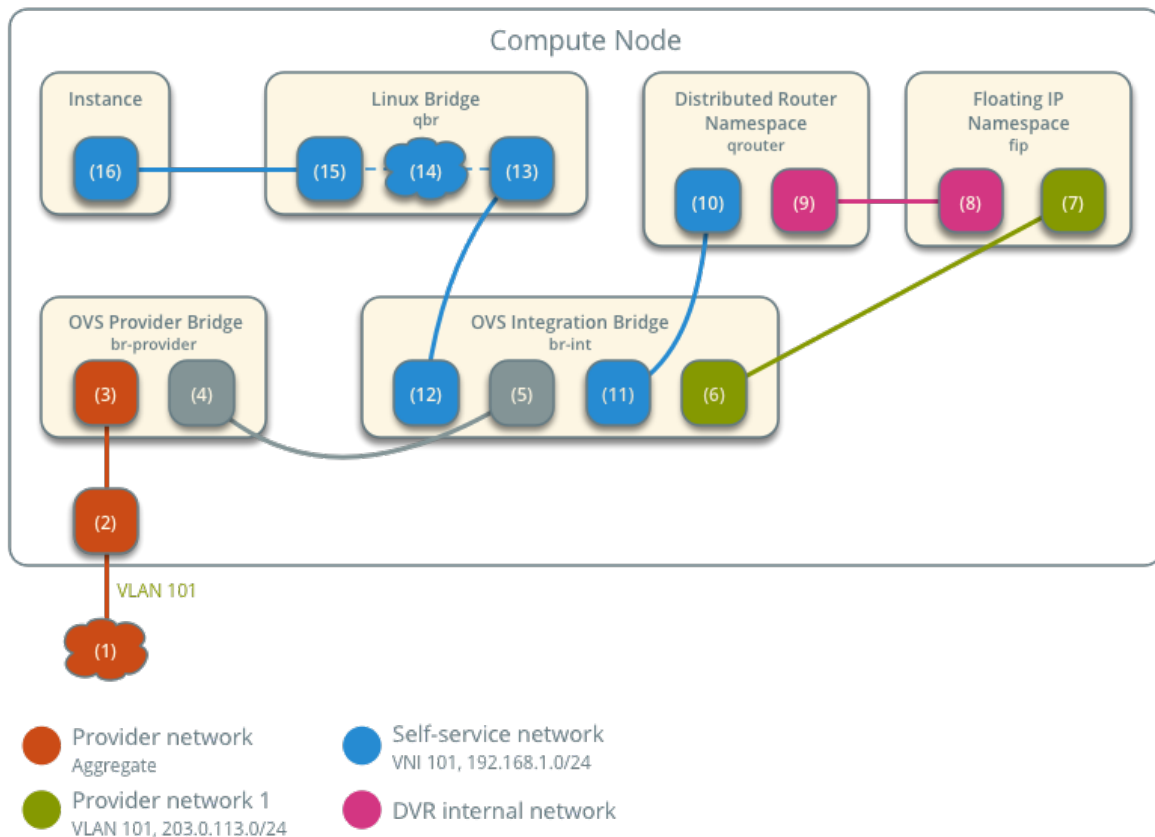 Compute Node
Instance
Linux Bridge
qbr
Distributed Router
Namespace
qrouter
Floating IP
Namespace
fip
(16)
(15)
(14)
(13)
(10)
(9)
(8)
(7)
OVS Provider Bridge
br-provider
OVS Integration Bridge
br-int
(3)
(4)
(12)
(5)
(11)
(6)
(2)
VLAN 101
(1)
Provider network
Aggregate
Self-service network
VNI 101, 192.168.1.0/24
Provider network 1
VLAN 101, 203.0.113.0/24
DVR internal network